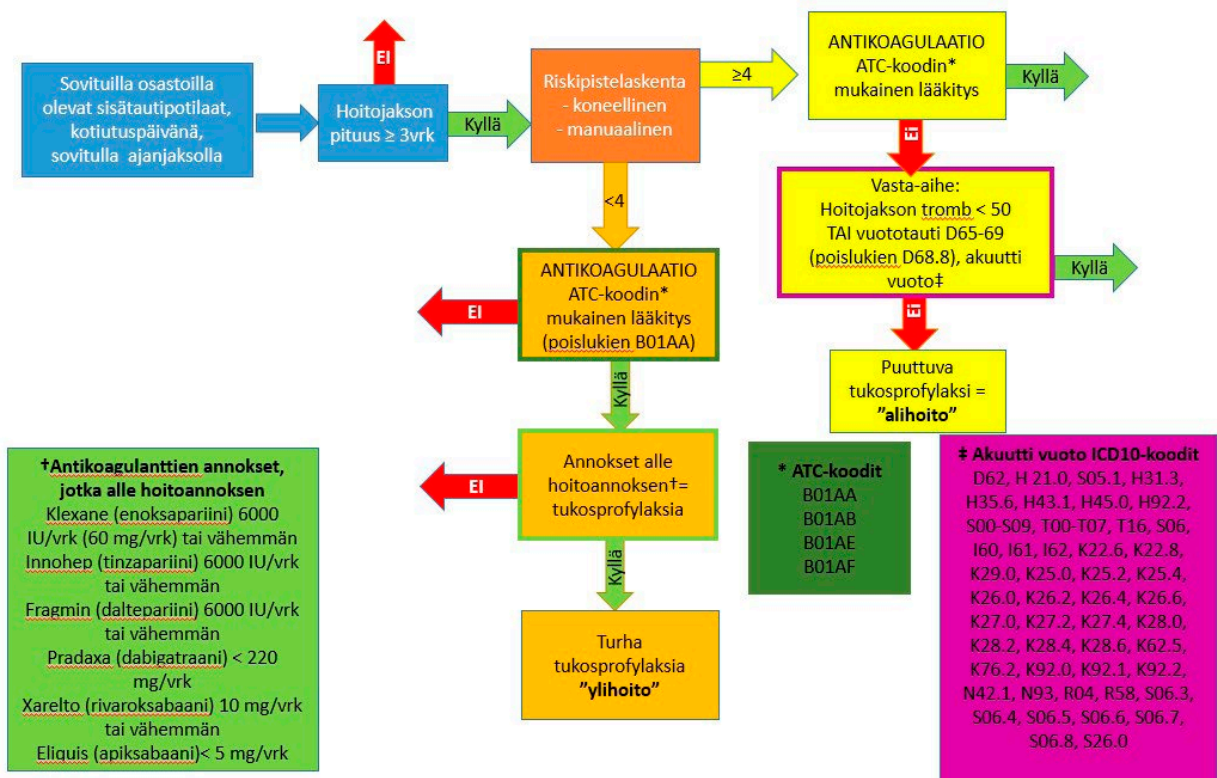 Sovituilla osastoilla
olevat sisätautipotilaat,
kotiutuspäivänä,
sovitulla ajanjaksolla
EI
Hoitojakson
pituus ≥ 3vrk
Kyllä
Riskipistelaskenta
- koneellinen
- manuaalinen
≥4
ANTIKOAGULAATIO
ATC-koodin*
mukainen lääkitys
Kyllä
Ei
Vasta-aihe:
Hoitojakson tromb < 50
TAI vuototauti D65-69
(poislukien D68.8), akuutti
vuoto‡
Kyllä
Ei
Puuttuva
tukosprofylaksi =
"alihoito"
<4
ANTIKOAGULAATIO
ATC-koodin*
mukainen lääkitys
(poislukien B01AA)
EI
Kyllä
Annokset alle
hoitoannoksen†=
tukosprofylaksia
EI
Kyllä
Turha
tukosprofylaksia
"ylihoito"
†Antikoagulanttien annokset,
jotka alle hoitoannoksen
Klexane (enoksapariini) 6000
IU/vrk (60 mg/vrk) tai vähemmän
Innohep (tinzapariini) 6000 IU/vrk
tai vähemmän
Fragmin (daltepariini) 6000 IU/vrk
tai vähemmän
Pradaxa (dabigatraani) < 220
mg/vrk
Xarelto (rivaroksabaani) 10 mg/vrk
tai vähemmän
Eliquis (apiksabaani)< 5 mg/vrk
* ATC-koodit
B01AA
B01AB
B01AE
B01AF
‡ Akuutti vuoto ICD10-koodit
D62, H 21.0, S05.1, H31.3,
H35.6, H43.1, H45.0, H92.2,
S00-S09, T00-T07, T16, S06,
I60, I61, I62, K22.6, K22.8,
K29.0, K25.0, K25.2, K25.4,
K26.0, K26.2, K26.4, K26.6,
K27.0, K27.2, K27.4, K28.0,
K28.2, K28.4, K28.6, K62.5,
K76.2, K92.0, K92.1, K92.2,
N42.1, N93, R04, R58, S06.3,
S06.4, S06.5, S06.6, S06.7,
S06.8, S26.0